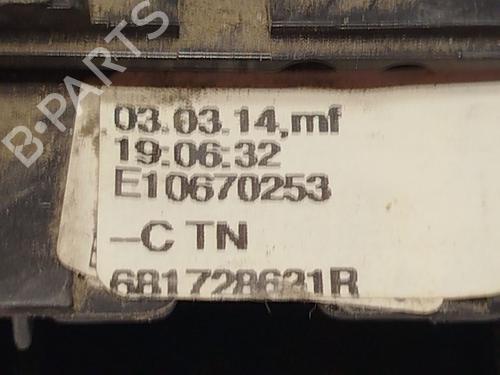 B-PARTS
03.03.14,mf
19:06:32
E10670253
-C TN
681728621R